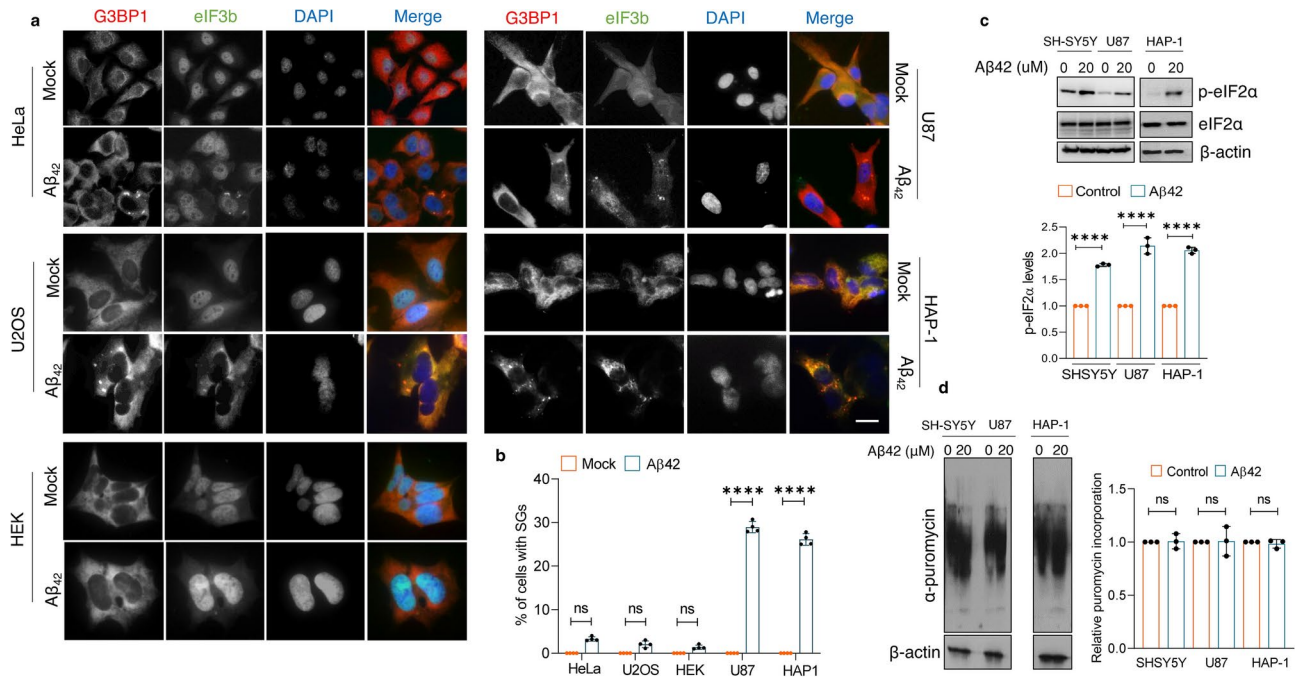 a
G3BP1 eIF3b DAPI Merge
HeLa
Mock
Aβ42
U2OS
Mock
Aβ42
HEK
Mock
Aβ42
G3BP1 eIF3b DAPI Merge
Mock
Aβ42
U87
Mock
Aβ42
HAP-1
b
Mock Aβ42
% of cells with SGs
40
30
20
10
0
ns ns ns **** ****
HeLa U2OS HEK U87 HAP1
c
SH-SY5Y U87 HAP-1
Aβ42 (uM) 0 20 0 20 0 20
p-eIF2α
eIF2α
β-actin
Control Aβ42
p-eIF2α levels
2.5
2.0
1.5
1.0
0.5
0.0
**** **** ****
SHSY5Y U87 HAP-1
d
SH-SY5Y U87 HAP-1
Aβ42 (μM) 0 20 0 20 0 20
α-puromycin
β-actin
Control Aβ42
Relative puromycin incorporation
1.5
1.0
0.5
0.0
ns ns ns
SHSY5Y U87 HAP-1